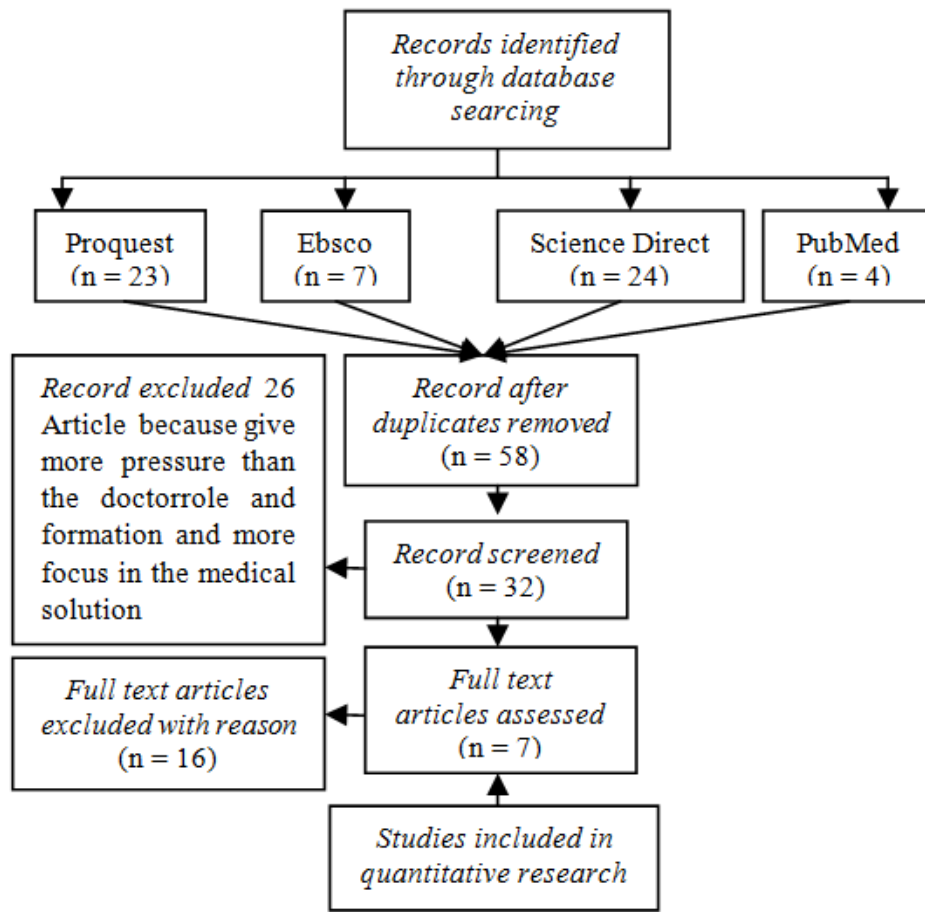 Records identified
through database
searcing
Proquest
(n = 23)
Ebsco
(n = 7)
Science Direct
(n = 24)
PubMed
(n = 4)
Record excluded 26
Article because give
more pressure than
the doctorrole and
formation and more
focus in the medical
solution
Record after
duplicates removed
(n = 58)
Record screened
(n = 32)
Full text articles
excluded with reason
(n = 16)
Full text
articles assessed
(n = 7)
Studies included in
quantitative research